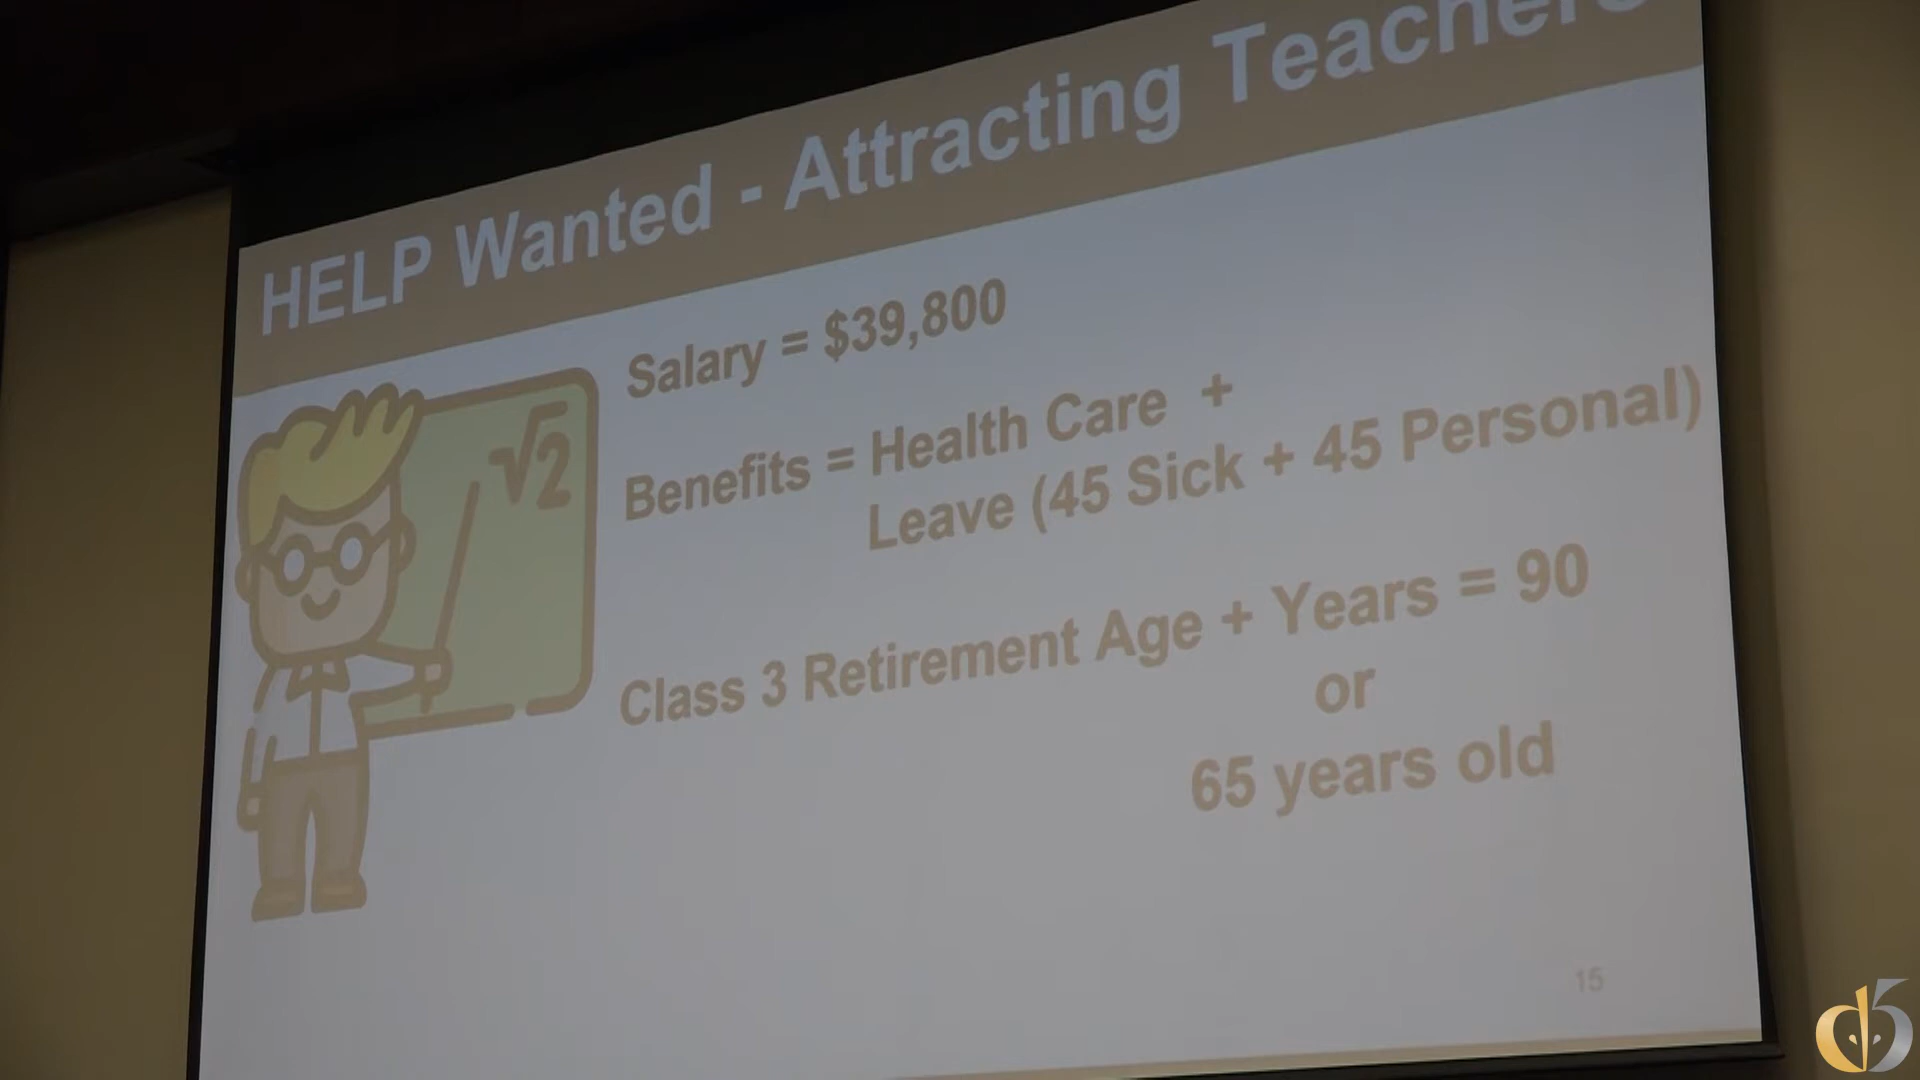 HELP Wanted - Attracting Teachers
Salary = $39,800
√2
Benefits = Health Care +
Leave (45 Sick + 45 Personal)
Class 3 Retirement Age + Years = 90
or
65 years old
15
d5